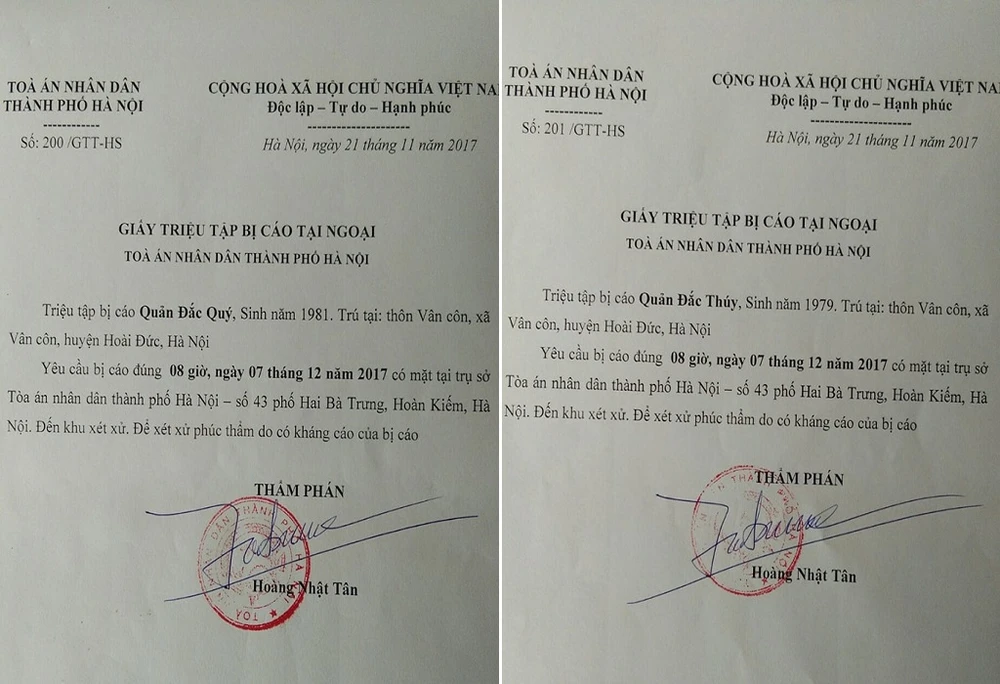 TOÀ ÁN NHÂN DÂN
THÀNH PHỐ HÀ NỘI
Số: 200 /GTT-HS
CỘNG HOÀ XÃ HỘI CHỦ NGHĨA VIỆT NA
Độc lập – Tự do – Hạnh phúc
Hà Nội, ngày 21 tháng 11 năm 2017
GIẤY TRIỆU TẬP BỊ CÁO TẠI NGOẠI
TOÀ ÁN NHÂN DÂN THÀNH PHỐ HÀ NỘI
Triệu tập bị cáo Quản Đắc Quý, Sinh năm 1981. Trú tại: thôn Vân côn, xã
Vân côn, huyện Hoài Đức, Hà Nội
Yêu cầu bị cáo đúng 08 giờ, ngày 07 tháng 12 năm 2017 có mặt tại trụ sở
Tòa án nhân dân thành phố Hà Nội – số 43 phố Hai Bà Trưng, Hoàn Kiếm, Hà
Nội. Đến khu xét xử. Để xét xử phúc thẩm do có kháng cáo của bị cáo
THẨM PHÁN
Hoàng Nhật Tân
TOÀ ÁN NHÂN DÂN
THÀNH PHỐ HÀ NỘI
Số: 201 /GTT-HS
CỘNG HOÀ XÃ HỘI CHỦ NGHĨA VIỆT NA
Độc lập – Tự do – Hạnh phúc
Hà Nội, ngày 21 tháng 11 năm 2017
GIẤY TRIỆU TẬP BỊ CÁO TẠI NGOẠI
TOÀ ÁN NHÂN DÂN THÀNH PHỐ HÀ NỘI
Triệu tập bị cáo Quản Đắc Thúy, Sinh năm 1979. Trú tại: thôn Vân côn, xã
Vân côn, huyện Hoài Đức, Hà Nội
Yêu cầu bị cáo đúng 08 giờ, ngày 07 tháng 12 năm 2017 có mặt tại trụ sở
Tòa án nhân dân thành phố Hà Nội – số 43 phố Hai Bà Trưng, Hoàn Kiếm, Hà
Nội. Đến khu xét xử. Để xét xử phúc thẩm do có kháng cáo của bị cáo
THẨM PHÁN
Hoàng Nhật Tân